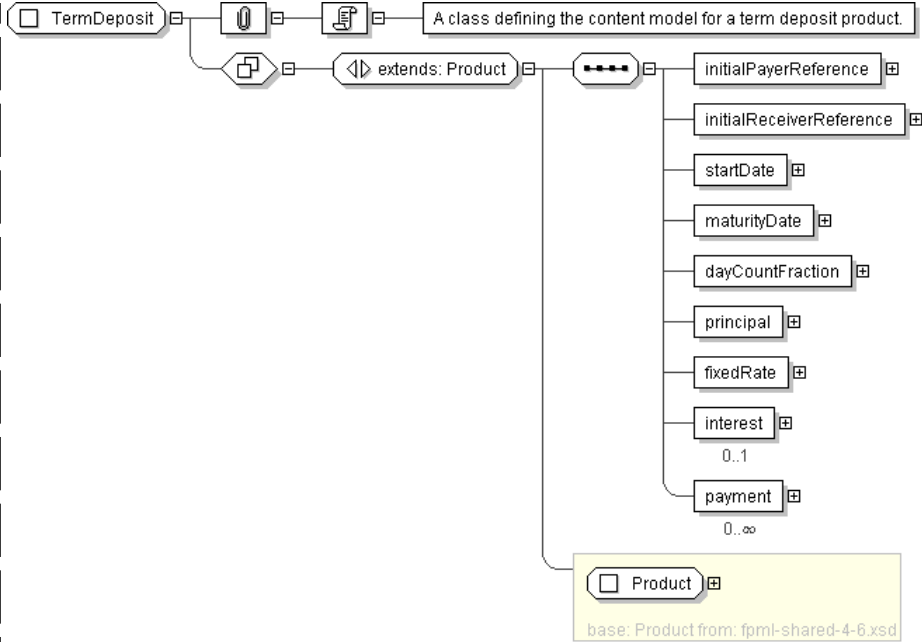 TermDeposit
A class defining the content model for a term deposit product.
extends: Product
initialPayerReference
initialReceiverReference
startDate
maturityDate
dayCountFraction
principal
fixedRate
interest
0..1
payment
0..∞
Product
base: Product from: fpml-shared-4-6.xsd